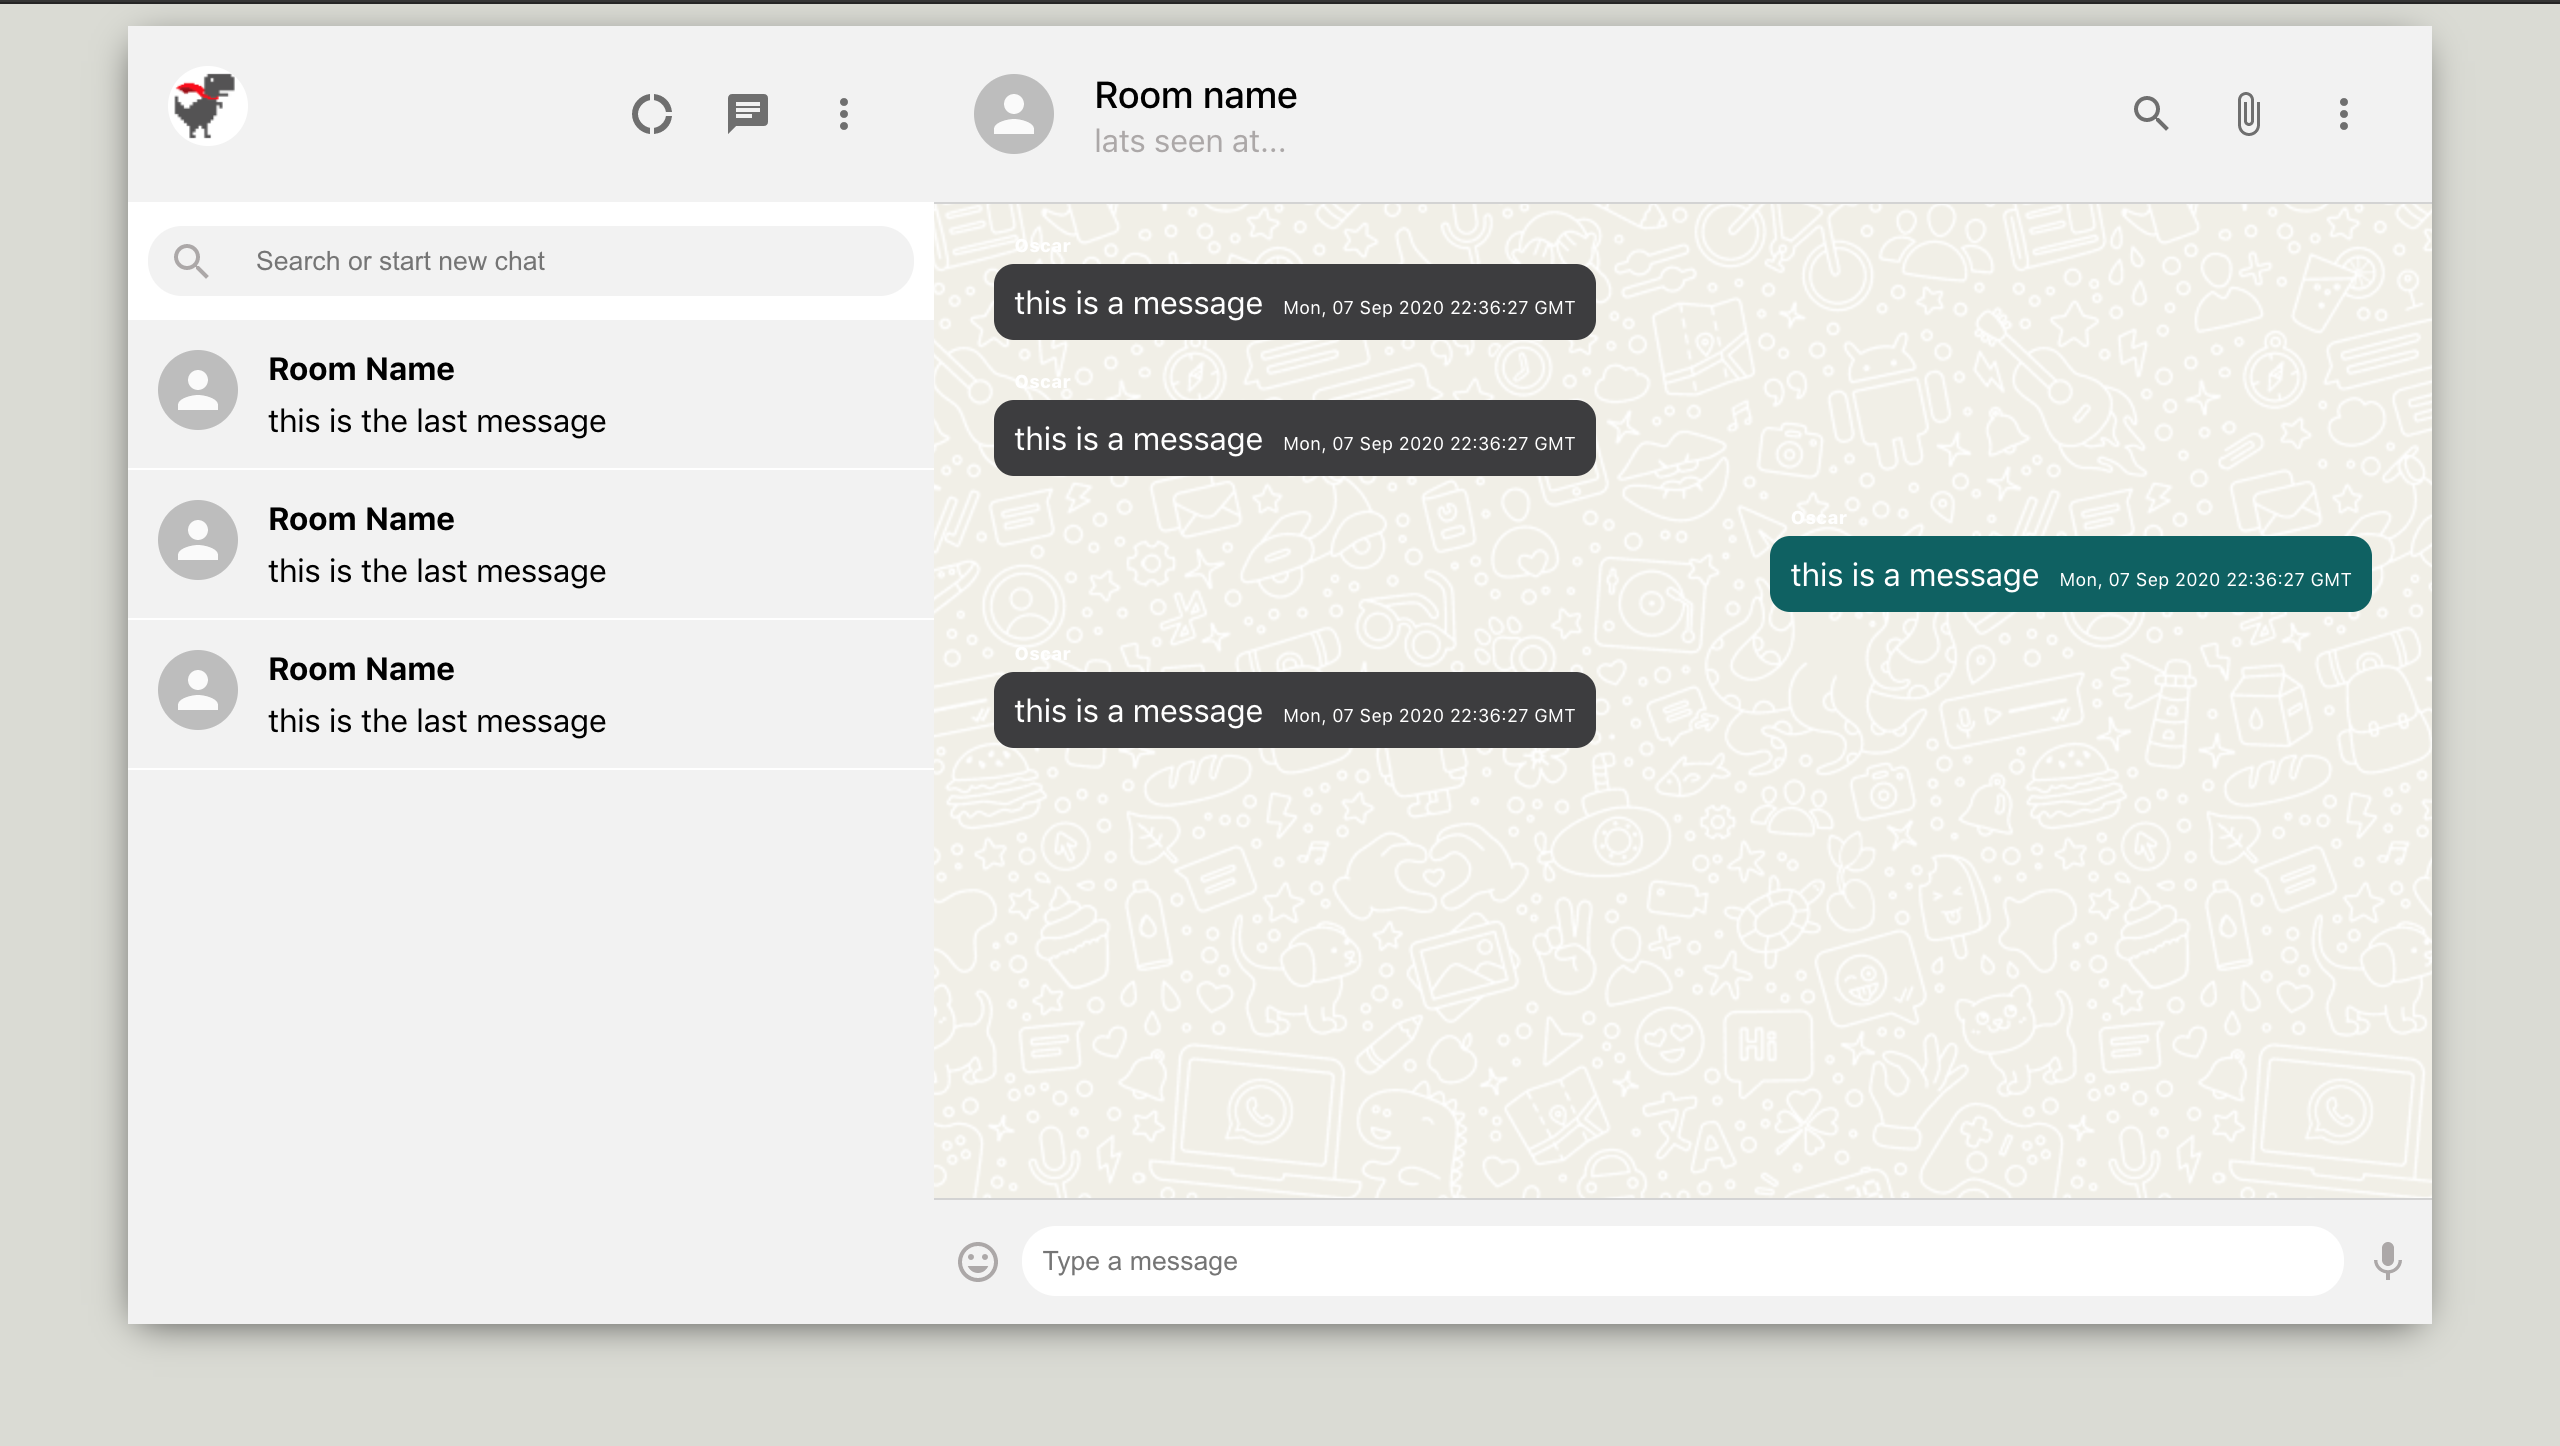 Room name
lats seen at...
Search or start new chat
Room Name
this is the last message
Room Name
this is the last message
Room Name
this is the last message
Oscar
this is a message Mon, 07 Sep 2020 22:36:27 GMT
Oscar
this is a message Mon, 07 Sep 2020 22:36:27 GMT
Oscar
this is a message Mon, 07 Sep 2020 22:36:27 GMT
Oscar
this is a message Mon, 07 Sep 2020 22:36:27 GMT
Hi
Type a message